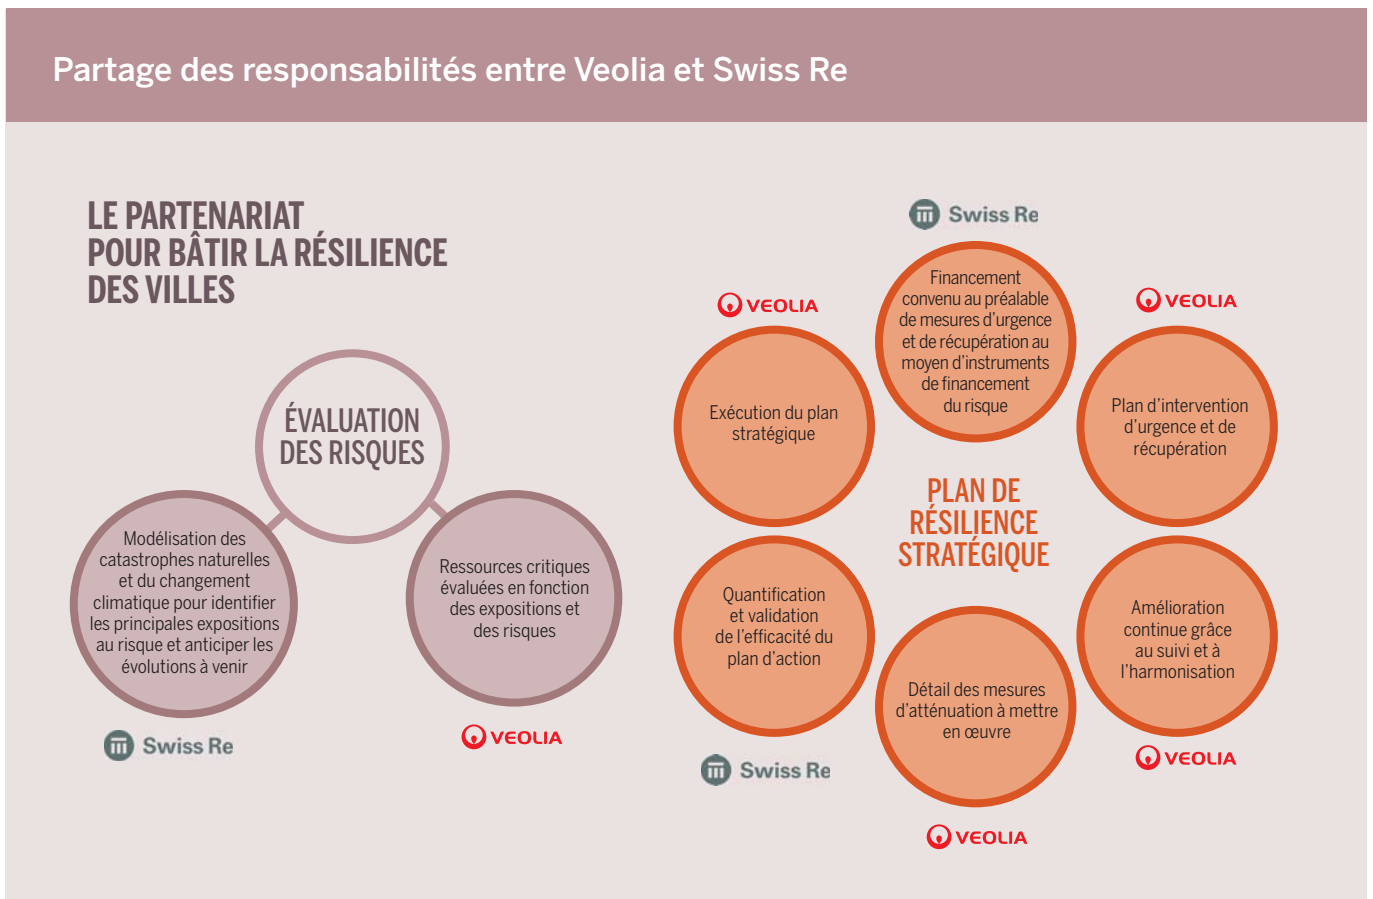 Partage des responsabilités entre Veolia et Swiss Re
LE PARTENARIAT
POUR BÂTIR LA RÉSILIENCE
DES VILLES
ÉVALUATION
DES RISQUES
Modélisation des
catastrophes naturelles
et du changement
climatique pour identifier
les principales expositions
au risque et anticiper les
évolutions à venir
Swiss Re
Ressources critiques
évaluées en fonction
des expositions et
des risques
VEOLIA
Swiss Re
Financement
convenu au préalable
de mesures d’urgence
et de récupération au
moyen d’instruments
de financement
du risque
VEOLIA
Exécution du plan
stratégique
VEOLIA
Plan d’intervention
d’urgence et de
récupération
PLAN DE
RÉSILIENCE
STRATÉGIQUE
Quantification
et validation
de l’efficacité du
plan d’action
Swiss Re
Détail des mesures
d’atténuation à mettre
en œuvre
VEOLIA
Amélioration
continue grâce
au suivi et à
l’harmonisation
VEOLIA